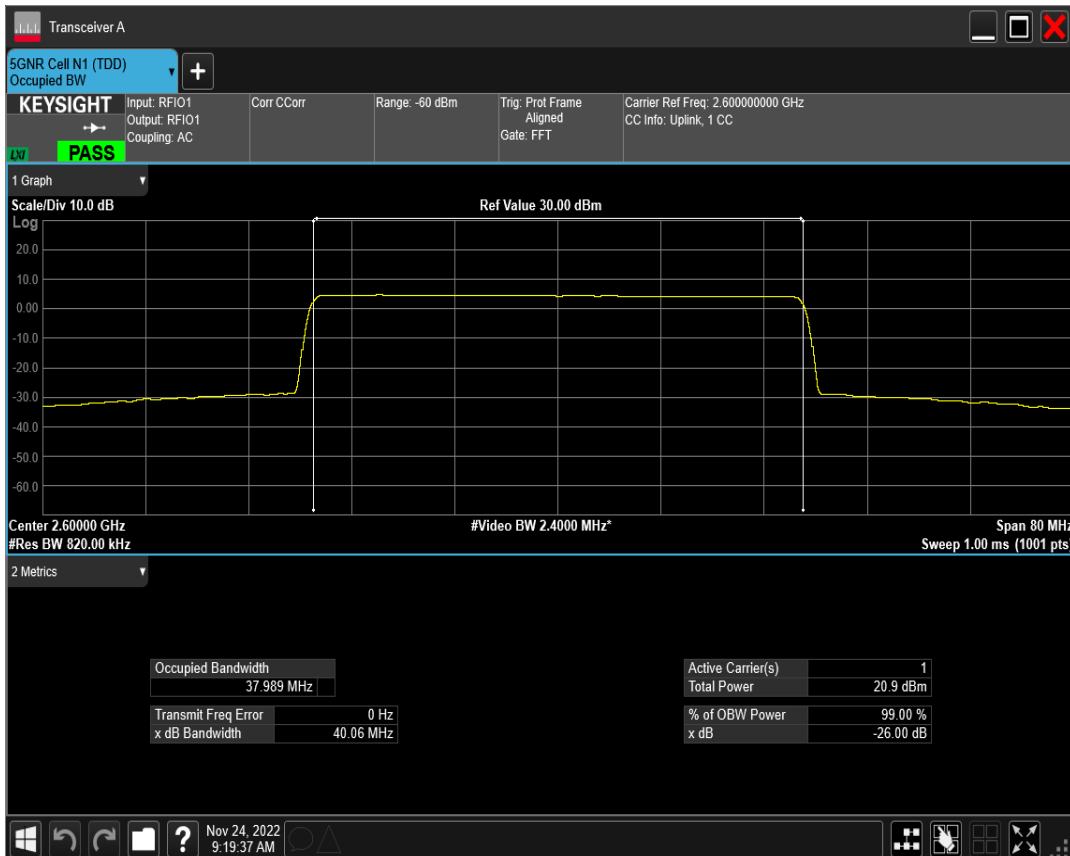 Transceiver A
5GNR Cell N1 (TDD)
Occupied BW
+
KEYSIGHT
LXI
PASS
Input: RFIO1
Output: RFIO1
Coupling: AC
Corr CCorr
Range: -60 dBm
Trig: Prot Frame
Aligned
Gate: FFT
Carrier Ref Freq: 2.600000000 GHz
CC Info: Uplink, 1 CC
1 Graph
Scale/Div 10.0 dB
Ref Value 30.00 dBm
Log
20.0
10.0
0.00
-10.0
-20.0
-30.0
-40.0
-50.0
-60.0
Center 2.60000 GHz
#Video BW 2.4000 MHz*
Span 80 MHz
#Res BW 820.00 kHz
Sweep 1.00 ms (1001 pts)
2 Metrics
Occupied Bandwidth
37.989 MHz
Transmit Freq Error 0 Hz
x dB Bandwidth 40.06 MHz
Active Carrier(s) 1
Total Power 20.9 dBm
% of OBW Power 99.00 %
x dB -26.00 dB
?
Nov 24, 2022
9:19:37 AM